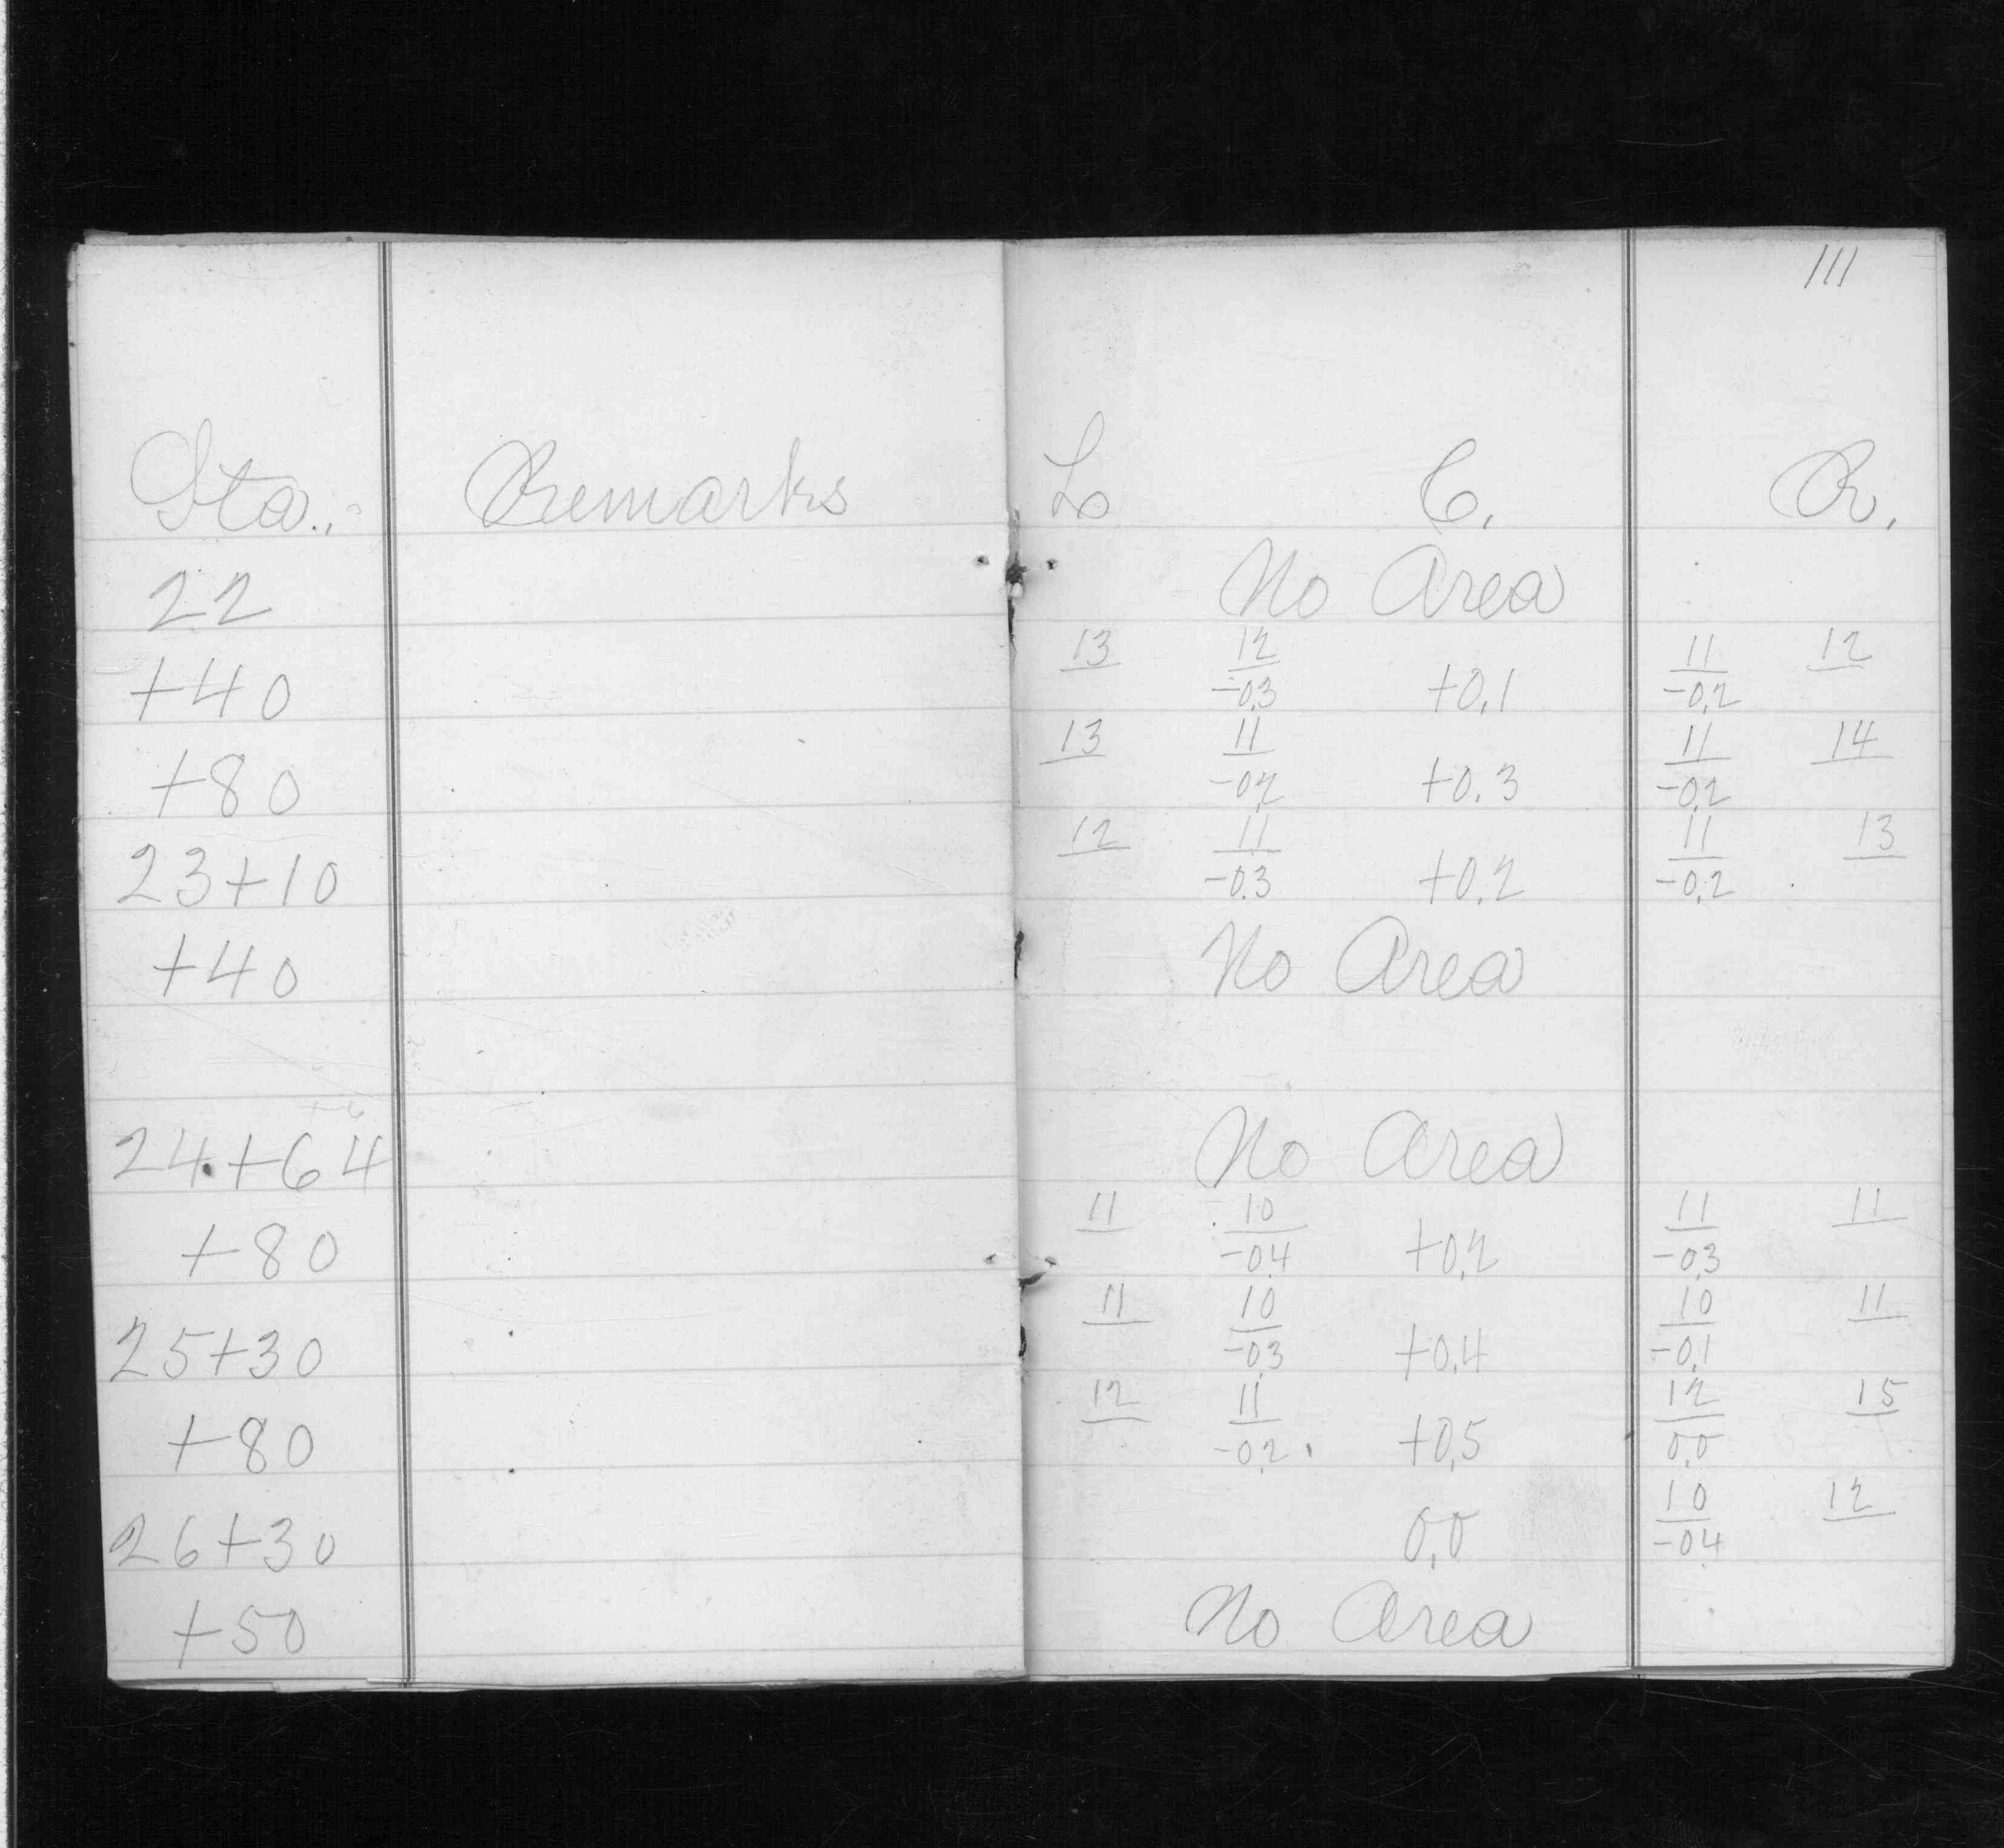 111
Sta. Remarks L C. R.
22 No Area
+40 13 12/-0.3 +0.1 11/-0.2 12
+80 13 11/-0.2 +0.3 11/-0.2 14
23+10 12 11/-0.3 +0.2 11/-0.2 13
+40 No Area
24+64 No Area
+80 11 10/-0.4 +0.2 11/-0.3 11
25+30 11 10/-0.3 +0.4 10/-0.1 11
+80 12 11/-0.2 +0.5 12/0.0 15
26+30 0.0 10/-0.4 12
+50 No Area